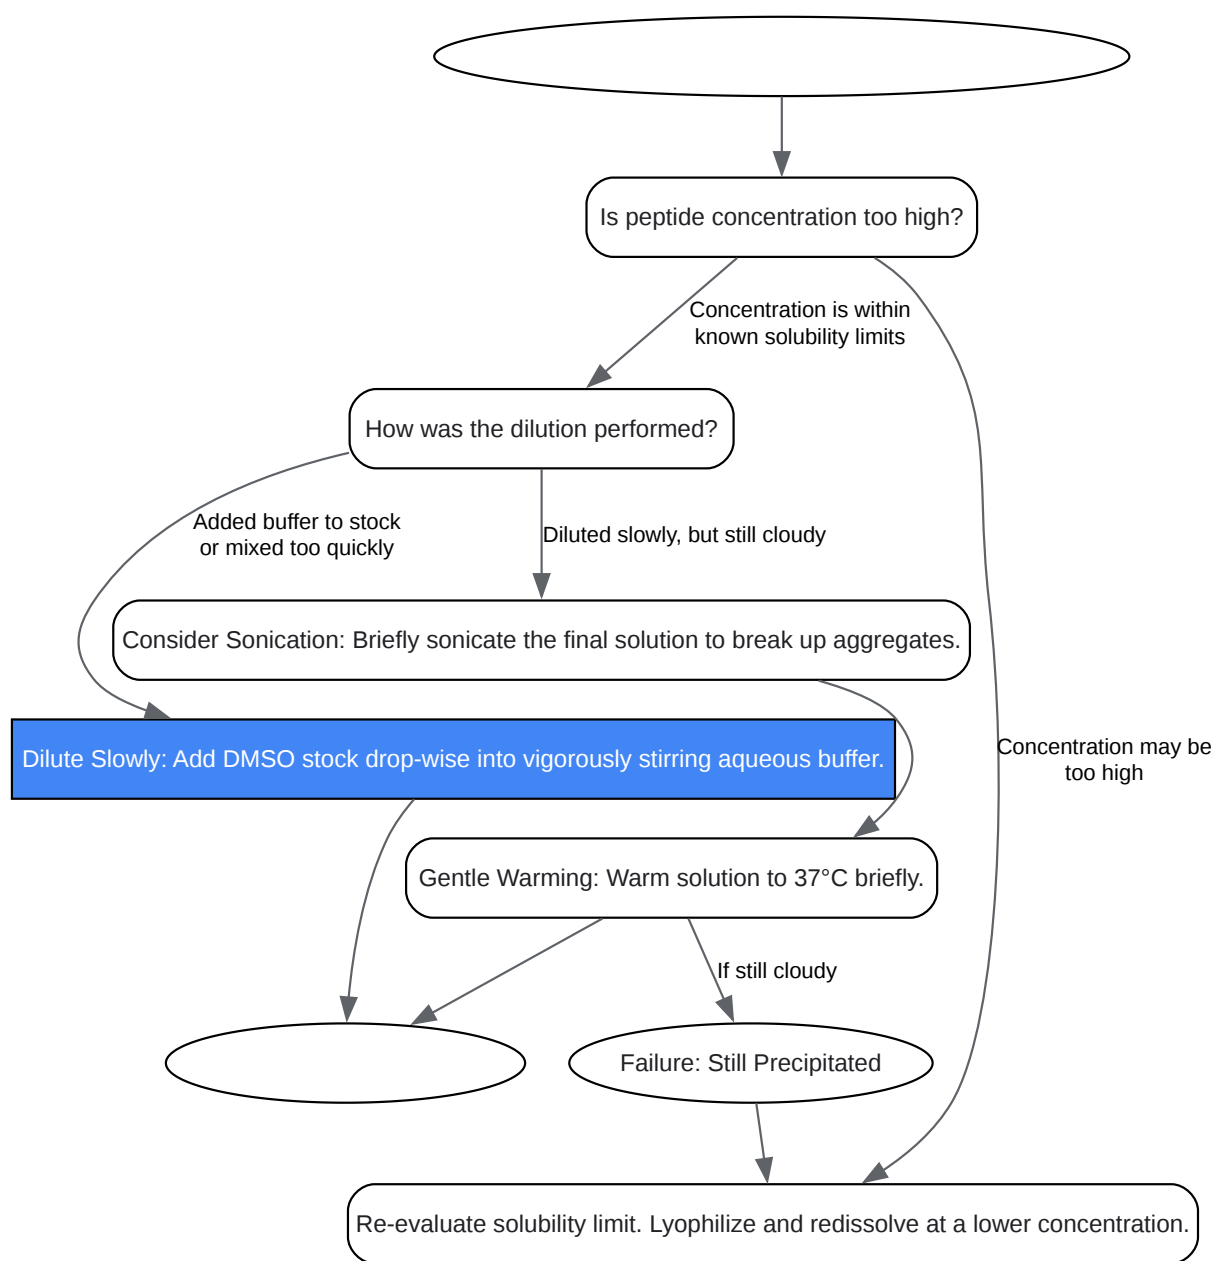 Is peptide concentration too high?
Concentration is within
known solubility limits
How was the dilution performed?
Added buffer to stock
or mixed too quickly
Diluted slowly, but still cloudy
Consider Sonication: Briefly sonicate the final solution to break up aggregates.
Dilute Slowly: Add DMSO stock drop-wise into vigorously stirring aqueous buffer.
Concentration may be
too high
Gentle Warming: Warm solution to 37°C briefly.
If still cloudy
Failure: Still Precipitated
Re-evaluate solubility limit. Lyophilize and redissolve at a lower concentration.